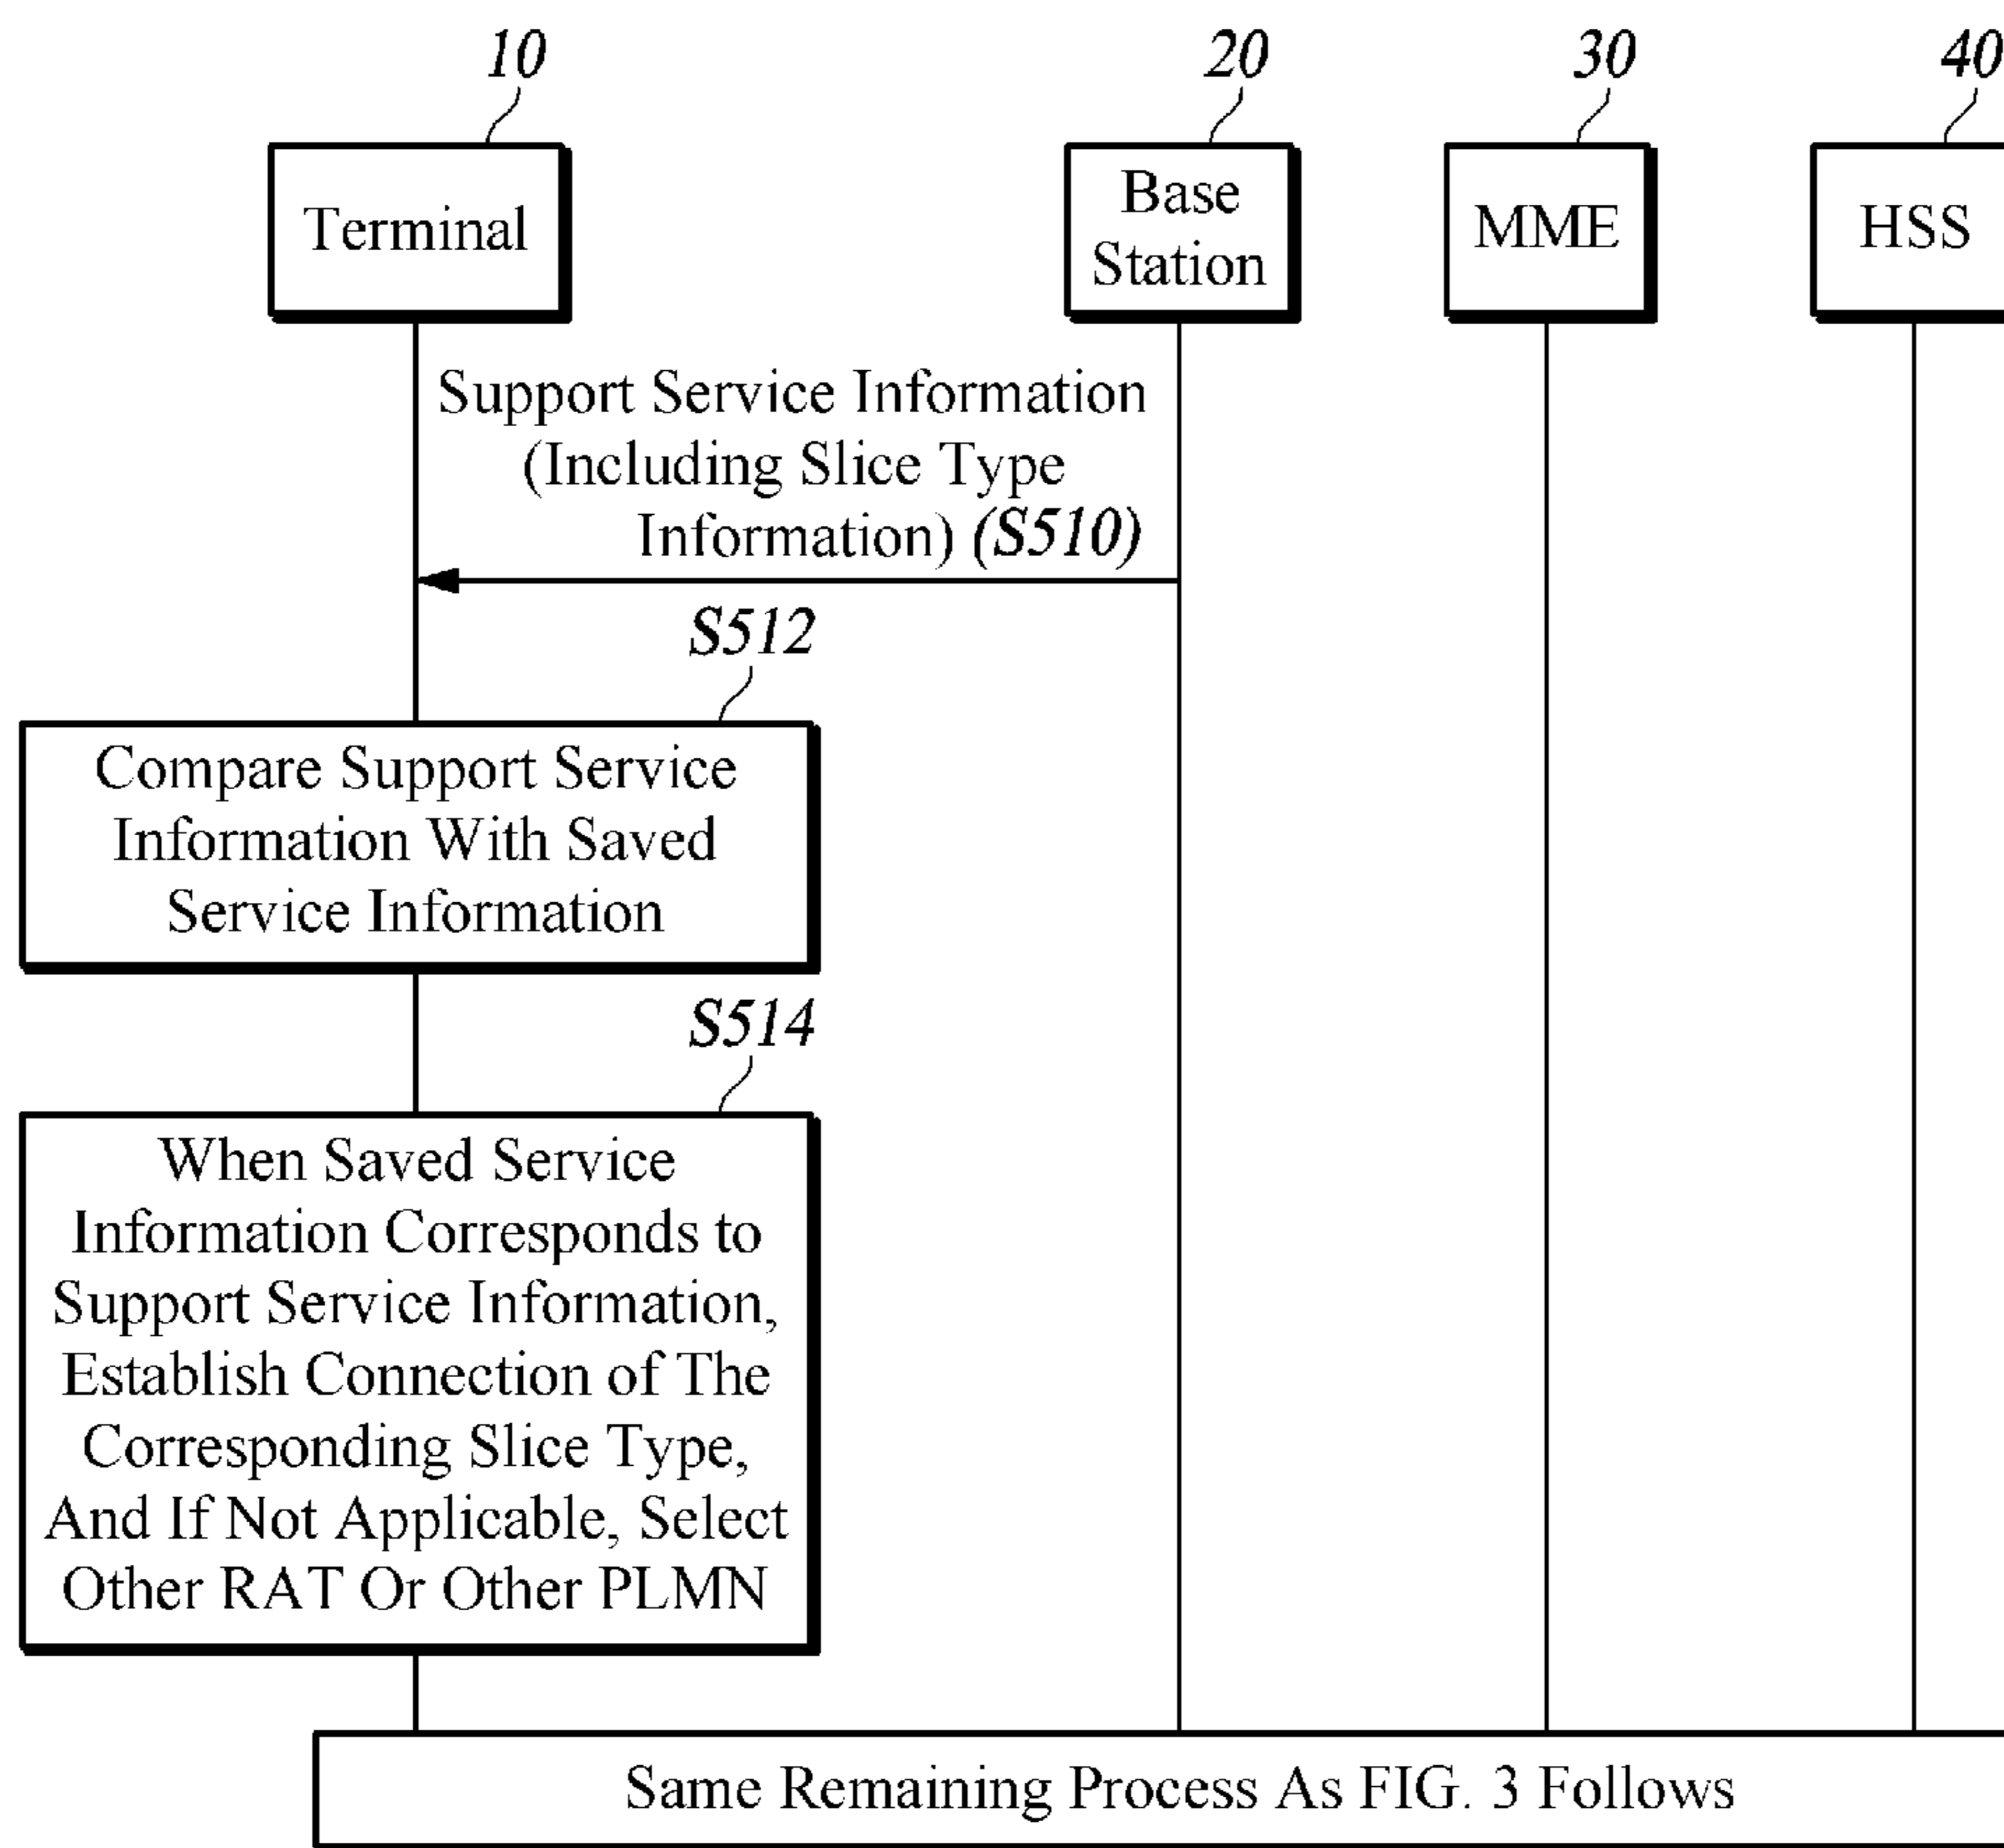 10
20
30
40
Terminal
Base
Station
MME
HSS
Support Service Information
(Including Slice Type
Information) (S510)
S512
Compare Support Service
Information With Saved
Service Information
S514
When Saved Service
Information Corresponds to
Support Service Information,
Establish Connection of The
Corresponding Slice Type,
And If Not Applicable, Select
Other RAT Or Other PLMN
Same Remaining Process As FIG. 3 Follows